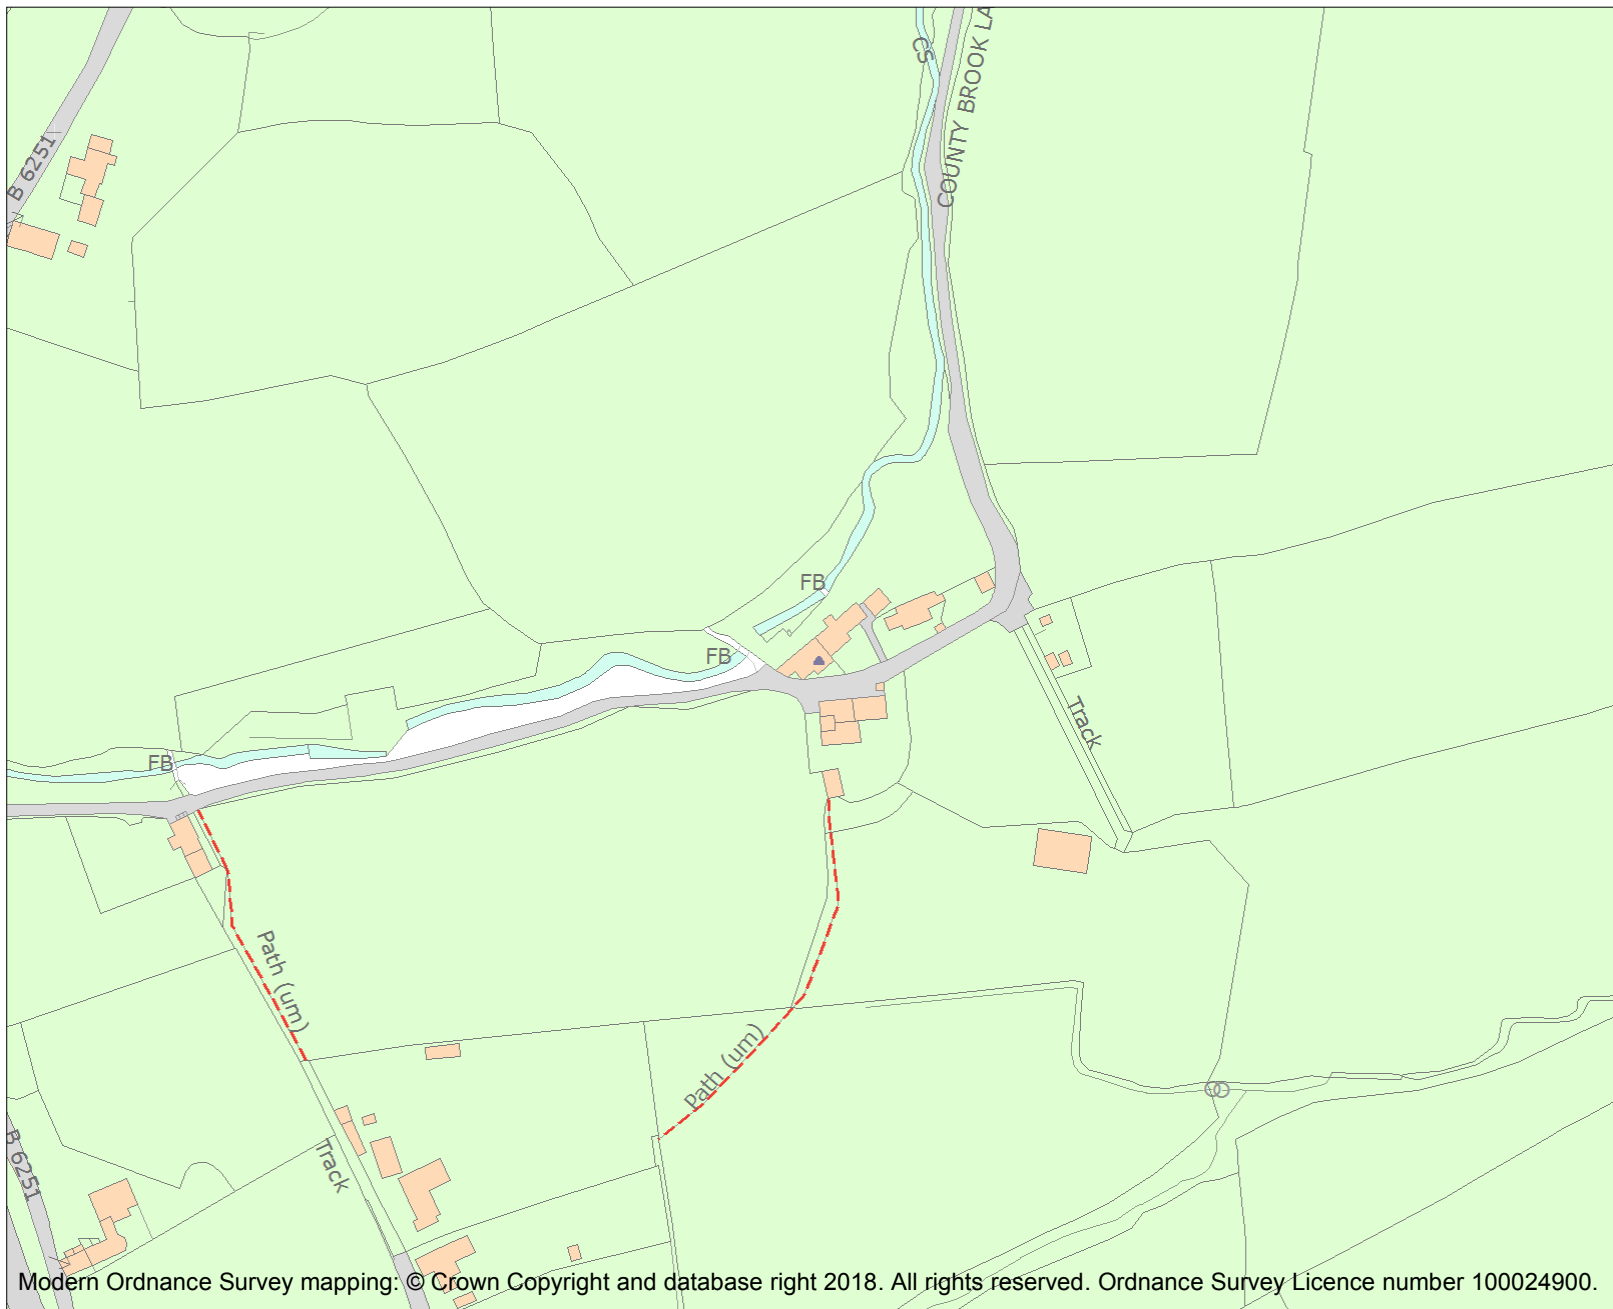 CS
COUNTY BROOK LA
B 6251
FB
FB
Track
FB
Path (um)
Path (um)
B 6251
Track
Modern Ordnance Survey mapping: © Crown Copyright and database right 2018. All rights reserved. Ordnance Survey Licence number 100024900.